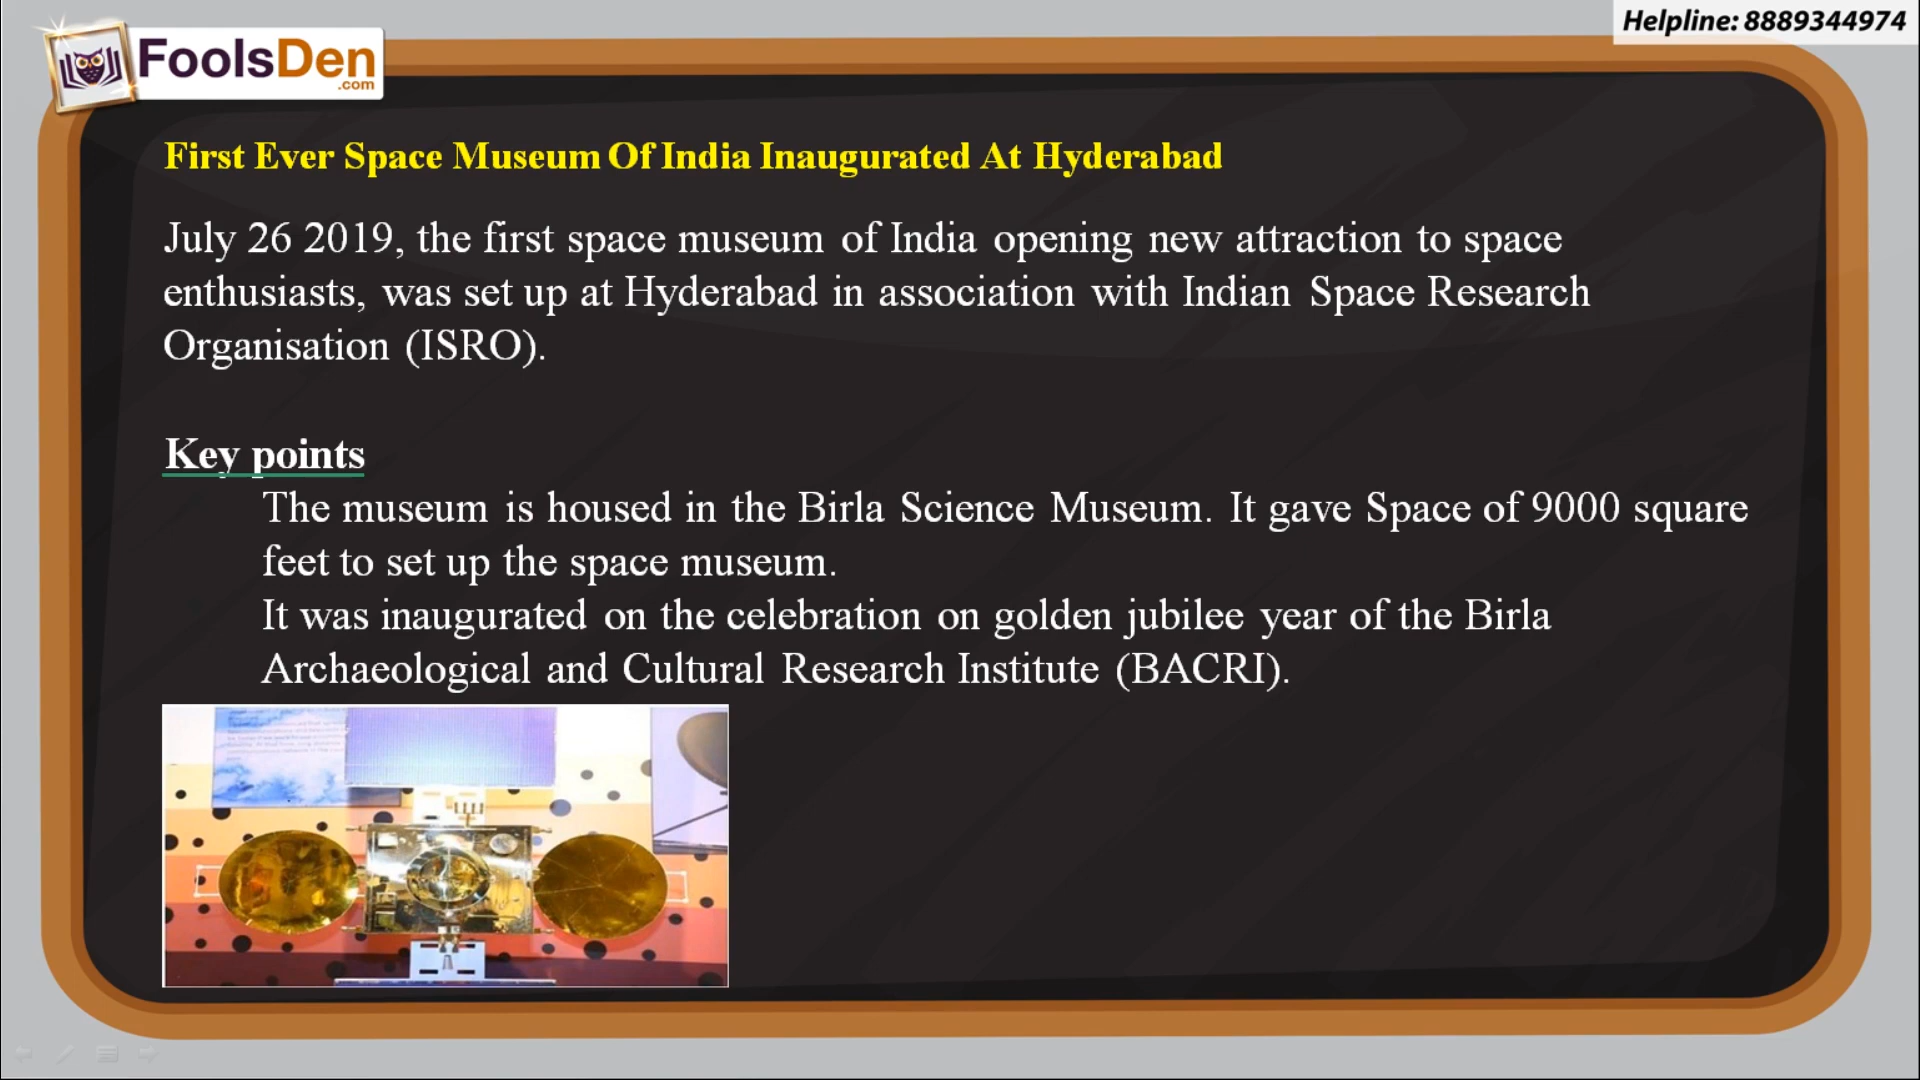 Helpline: 8889344974
FoolsDen
.com
First Ever Space Museum Of India Inaugurated At Hyderabad
July 26 2019, the first space museum of India opening new attraction to space
enthusiasts, was set up at Hyderabad in association with Indian Space Research
Organisation (ISRO).
Key points
The museum is housed in the Birla Science Museum. It gave Space of 9000 square
feet to set up the space museum.
It was inaugurated on the celebration on golden jubilee year of the Birla
Archaeological and Cultural Research Institute (BACRI).